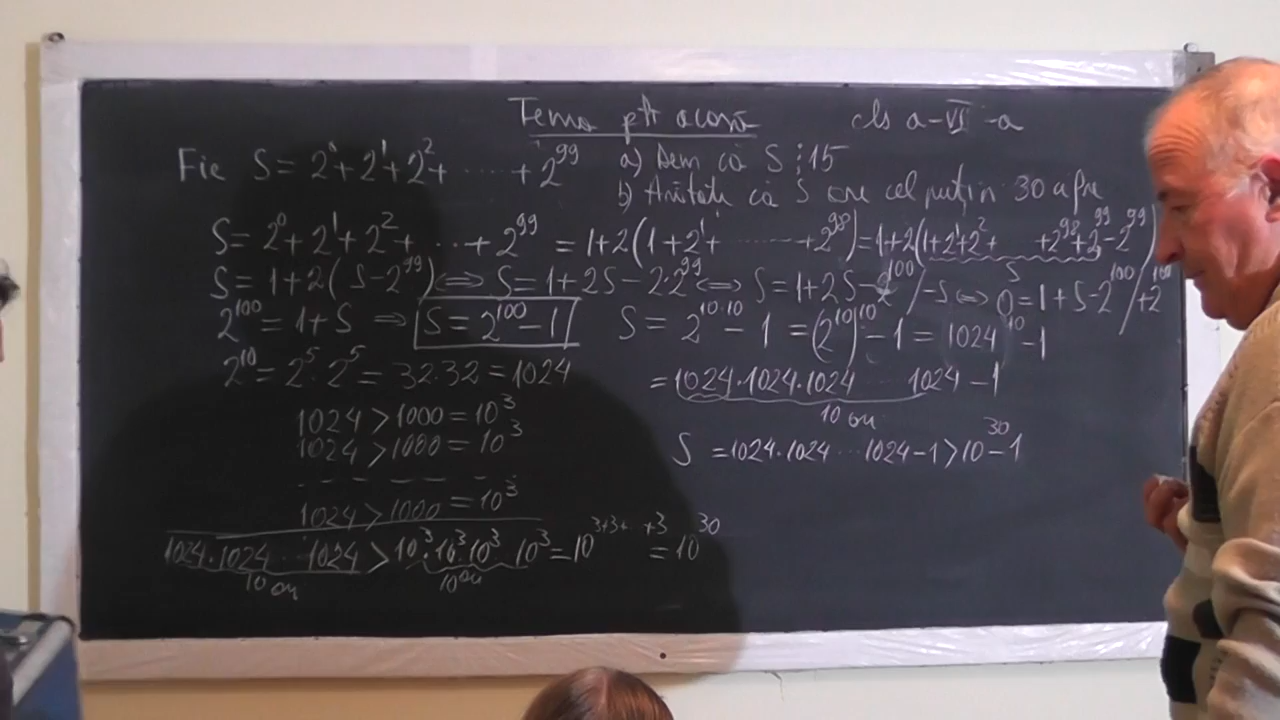 Tema ptr acasă cls a-VI-a
Fie S = 2⁰ + 2¹ + 2² + ...... + 2⁹⁹ a) Dem că S ⋮ 15
b) Arătați că S are cel puțin 30 cifre
S = 2⁰ + 2¹ + 2² + ... + 2⁹⁹ = 1+2(1+2¹+ ........ +2⁹⁸) = 1+2(1+2¹+2²+ ... +2⁹⁸+2⁹⁹-2⁹⁹)
S
S = 1+2(S-2⁹⁹) ⇔ S = 1+2S-2·2⁹⁹ ⇔ S = 1+2S-2¹⁰⁰ /-S ⇔ 0 = 1+S-2¹⁰⁰ /+2¹⁰⁰
2¹⁰⁰ = 1+S ⇒ S = 2¹⁰⁰-1 S = 2¹⁰·¹⁰ - 1 = (2¹⁰)¹⁰ - 1 = 1024¹⁰ - 1
2¹⁰ = 2⁵·2⁵ = 32·32 = 1024 = 1024·1024·1024 ... 1024 - 1
10 ori
1024 > 1000 = 10³
1024 > 1000 = 10³ S = 1024·1024 ... 1024-1 > 10³⁰-1
- - - - - - -
1024 > 1000 = 10³
1024·1024 ... 1024 > 10³·10³·10³ 10³ = 10³⁺³⁺ ⁺³ = 10³⁰
10 ori 10 ori